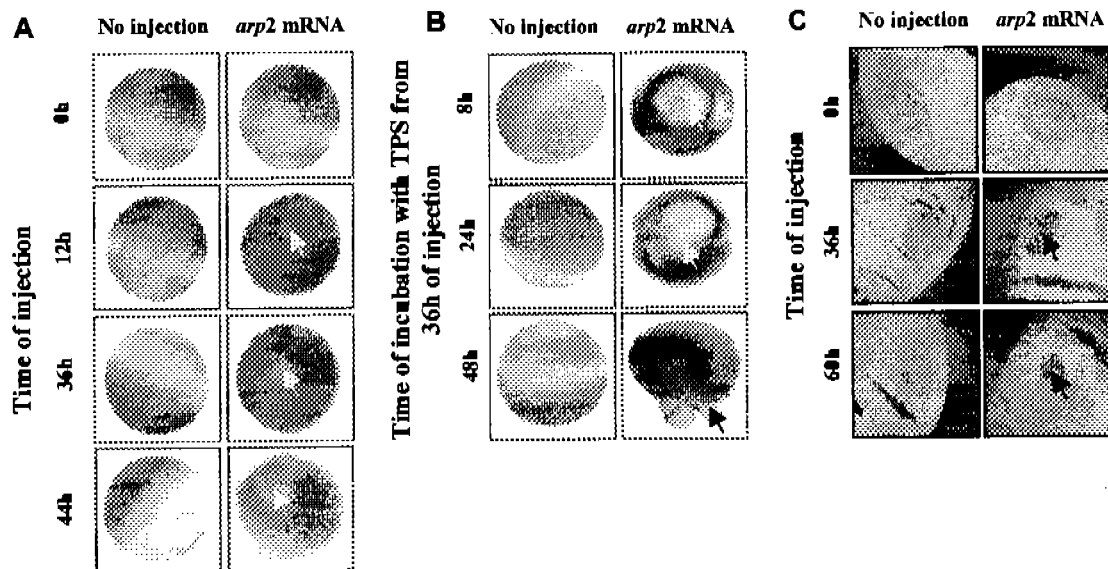 A
No injection
arp2 mRNA
Time of injection
0h
12h
36h
44h
B
No injection
arp2 mRNA
Time of incubation with TPS from
36h of injection
8h
24h
48h
C
No injection
arp2 mRNA
Time of injection
0h
36h
60h